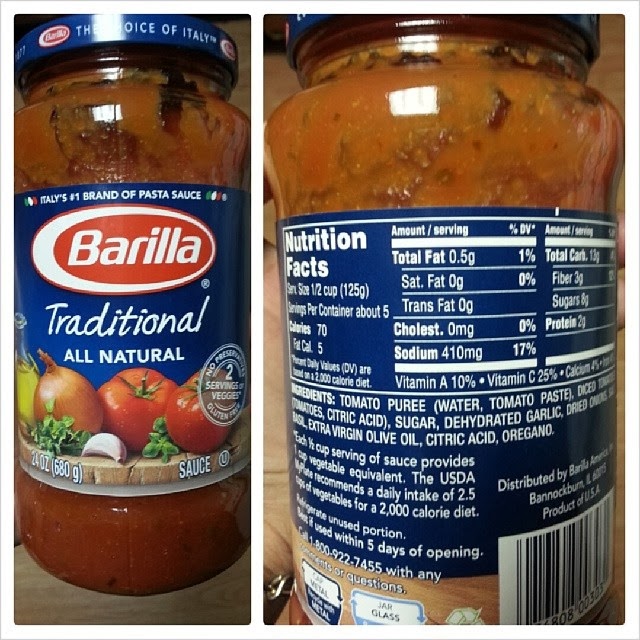 1877
THE CHOICE OF ITALY™
Barilla
ITALY'S #1 BRAND OF PASTA SAUCE
Barilla®
Traditional
ALL NATURAL
NO PRESERVATIVES
2
SERVINGS OF
VEGGIES*
GLUTEN FREE
24 OZ (680 g)
SAUCE
Nutrition
Facts
Serv. Size 1/2 cup (125g)
Servings Per Container about 5
Calories 70
Fat Cal. 5
*Percent Daily Values (DV) are
based on a 2,000 calorie diet.
Amount / serving % DV*
Total Fat 0.5g 1%
Sat. Fat 0g 0%
Trans Fat 0g
Cholest. 0mg 0%
Sodium 410mg 17%
Amount / serving
Total Carb. 13g
Fiber 3g
Sugars 8g
Protein 2g
Vitamin A 10% • Vitamin C 25% • Calcium 4% •
INGREDIENTS: TOMATO PUREE (WATER, TOMATO PASTE), DICED TOMATOES
(TOMATOES, CITRIC ACID), SUGAR, DEHYDRATED GARLIC, DRIED ONIONS,
BASIL, EXTRA VIRGIN OLIVE OIL, CITRIC ACID, OREGANO.
*Each ½ cup serving of sauce provides
1 cup vegetable equivalent. The USDA
MyPlate recommends a daily intake of 2.5
cups of vegetables for a 2,000 calorie diet.
Refrigerate unused portion.
Best if used within 5 days of opening.
Call 1-800-922-7455 with any
comments or questions.
Distributed by Barilla America,
Bannockburn, IL 60015
Product of U.S.A.
METAL
METAL
JAR
GLASS